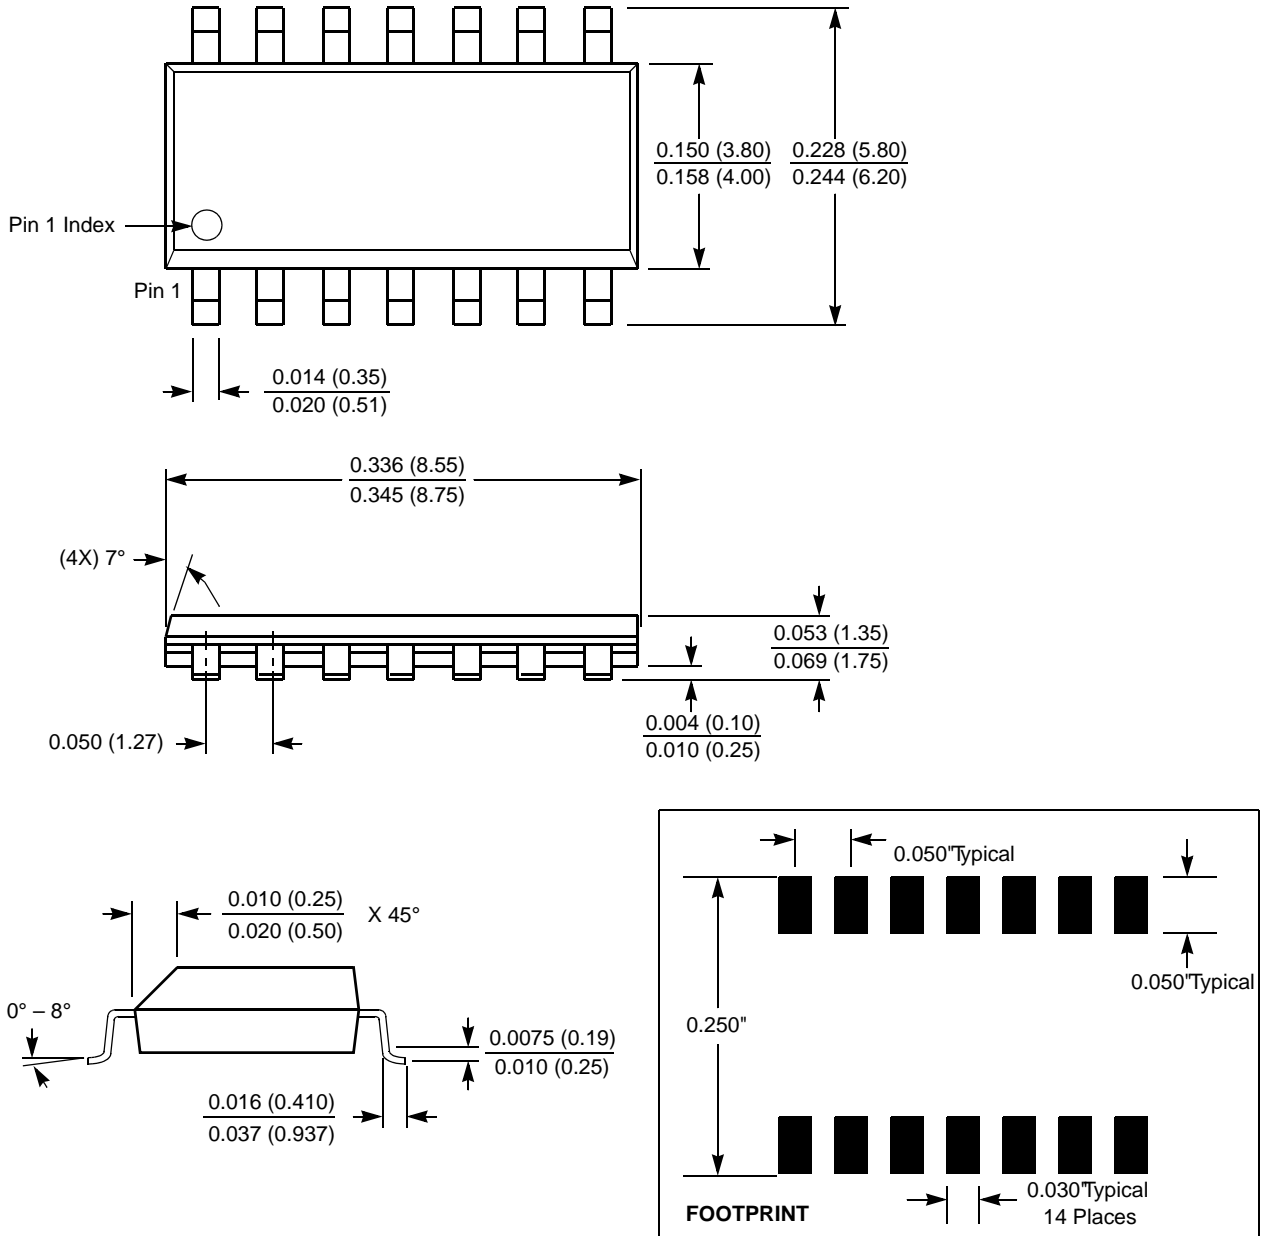 0.150 (3.80)
0.158 (4.00)
0.228 (5.80)
0.244 (6.20)
Pin 1 Index
Pin 1
0.014 (0.35)
0.020 (0.51)
0.336 (8.55)
0.345 (8.75)
(4X) 7°
0.053 (1.35)
0.069 (1.75)
0.004 (0.10)
0.010 (0.25)
0.050 (1.27)
0.010 (0.25)
0.020 (0.50)
X 45°
0° – 8°
0.0075 (0.19)
0.010 (0.25)
0.016 (0.410)
0.037 (0.937)
0.050"Typical
0.050"Typical
0.250"
0.030"Typical
14 Places
FOOTPRINT